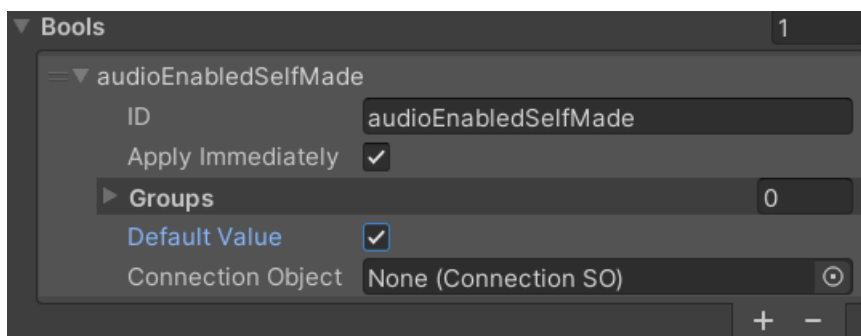 Bools 1
audioEnabledSelfMade
ID audioEnabledSelfMade
Apply Immediately
Groups 0
Default Value
Connection Object None (Connection SO)
+ −